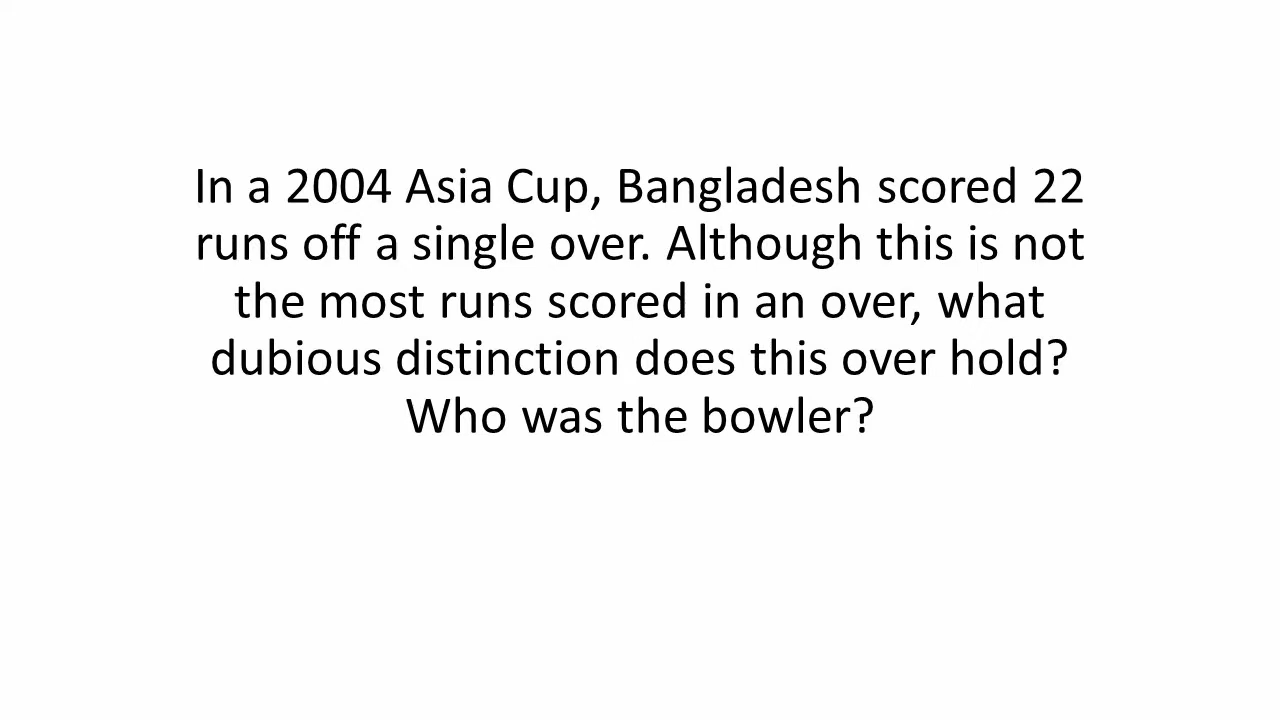 In a 2004 Asia Cup, Bangladesh scored 22
runs off a single over. Although this is not
the most runs scored in an over, what
dubious distinction does this over hold?
Who was the bowler?